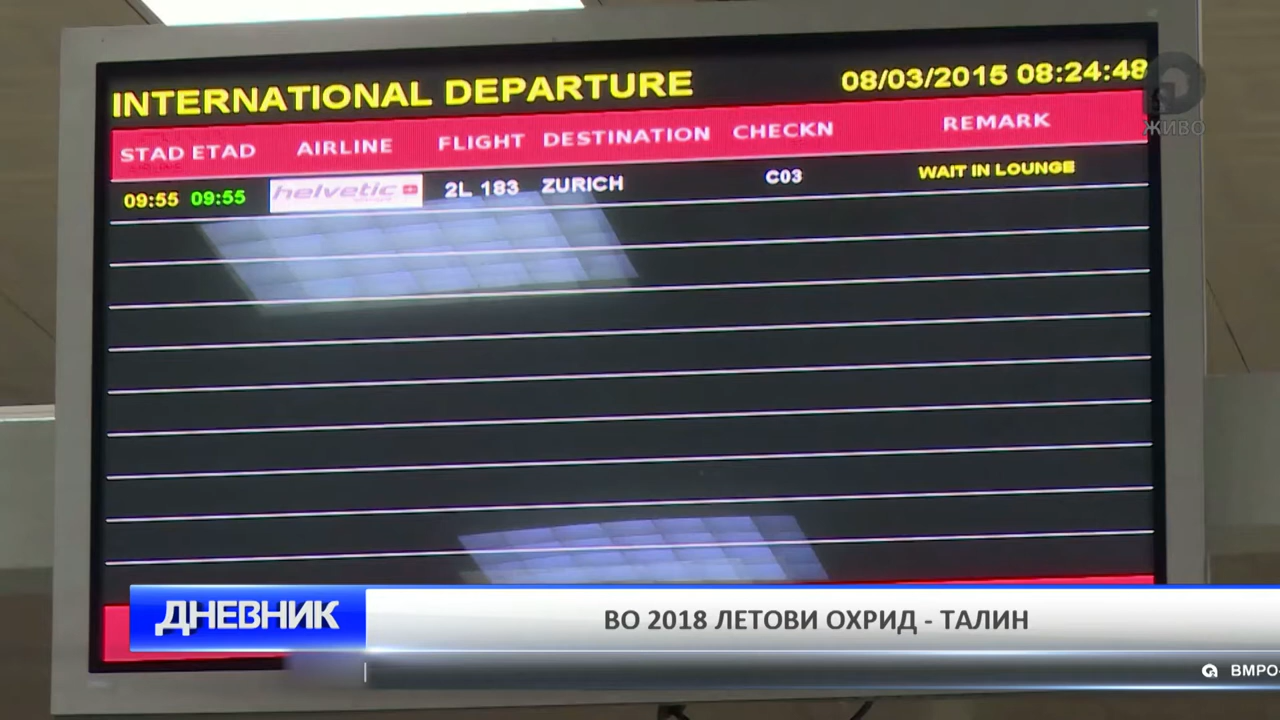 INTERNATIONAL DEPARTURE 08/03/2015 08:24:48
ЖИВО
STAD ETAD AIRLINE FLIGHT DESTINATION CHECKN REMARK
09:55 09:55 helvetic 2L 183 ZURICH C03 WAIT IN LOUNGE
ДНЕВНИК
ВО 2018 ЛЕТОВИ ОХРИД - ТАЛИН
ВМРО-